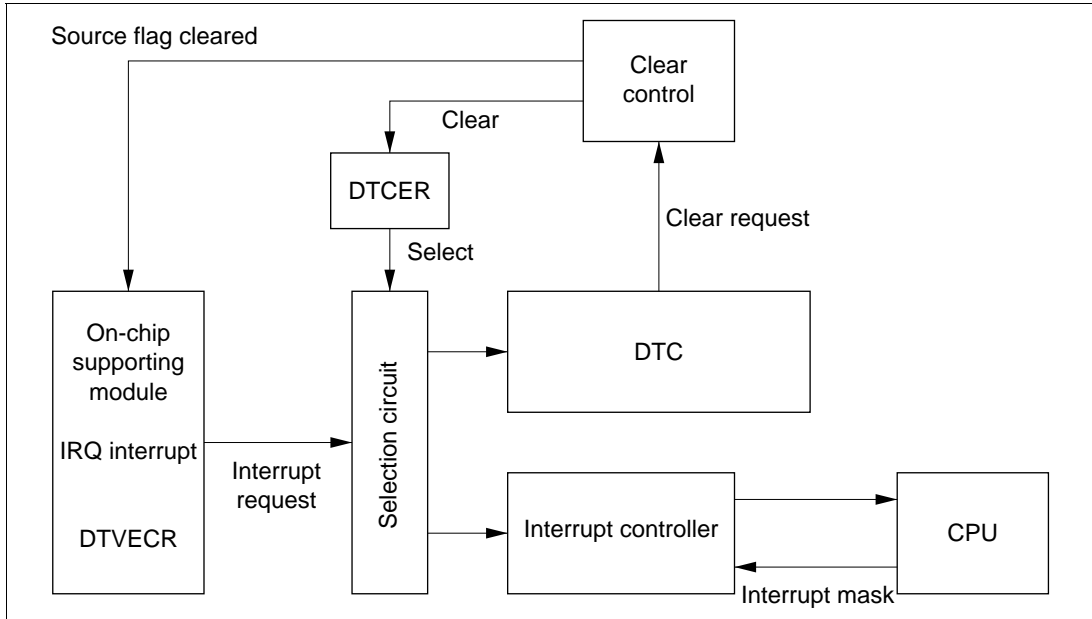 Source flag cleared
Clear
control
Clear
DTCER
Clear request
Select
On-chip
supporting
module
IRQ interrupt
DTVECR
Interrupt
request
Selection circuit
DTC
Interrupt controller
CPU
Interrupt mask